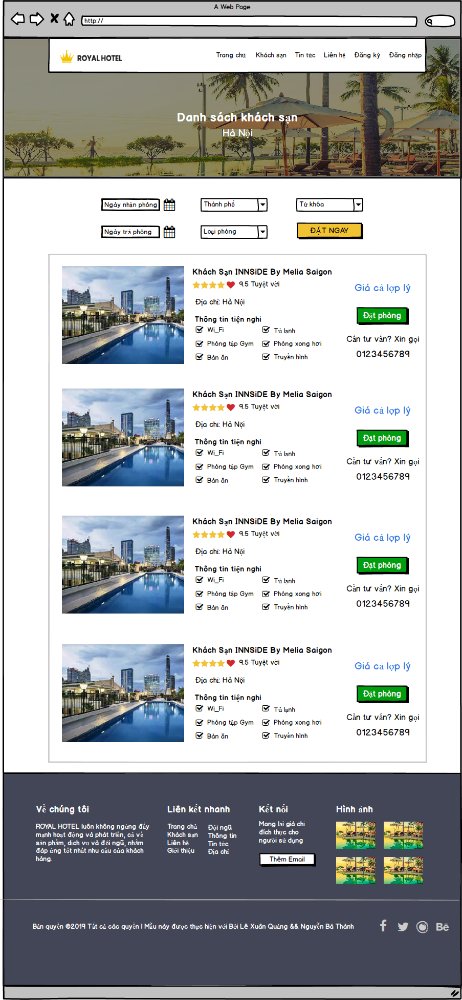 A Web Page
http://
ROYAL HOTEL
Trang chủ Khách sạn Tin tức Liên hệ Đăng ký Đăng nhập
Danh sách khách sạn
Hà Nội
Ngày nhận phòng Thành phố Từ khóa
Ngày trả phòng Loại phòng ĐẶT NGAY
Khách Sạn INNSiDE By Melia Saigon
9.5 Tuyệt vời
Giá cả lợp lý
Địa chỉ: Hà Nội
Đặt phòng
Thông tin tiện nghi
Wi_Fi Tủ lạnh
Cần tư vấn? Xin gọi
Phòng tập Gym Phòng xong hơi
0123456789
Bàn ăn Truyền hình
Khách Sạn INNSiDE By Melia Saigon
9.5 Tuyệt vời
Giá cả lợp lý
Địa chỉ: Hà Nội
Đặt phòng
Thông tin tiện nghi
Wi_Fi Tủ lạnh
Cần tư vấn? Xin gọi
Phòng tập Gym Phòng xong hơi
0123456789
Bàn ăn Truyền hình
Khách Sạn INNSiDE By Melia Saigon
9.5 Tuyệt vời
Giá cả lợp lý
Địa chỉ: Hà Nội
Đặt phòng
Thông tin tiện nghi
Wi_Fi Tủ lạnh
Cần tư vấn? Xin gọi
Phòng tập Gym Phòng xong hơi
0123456789
Bàn ăn Truyền hình
Khách Sạn INNSiDE By Melia Saigon
9.5 Tuyệt vời
Giá cả lợp lý
Địa chỉ: Hà Nội
Đặt phòng
Thông tin tiện nghi
Wi_Fi Tủ lạnh
Cần tư vấn? Xin gọi
Phòng tập Gym Phòng xong hơi
0123456789
Bàn ăn Truyền hình
Về chúng tôi
ROYAL HOTEL luôn không ngừng đẩy
mạnh hoạt động và phát triển, cả về
sản phẩm, dịch vụ và đội ngũ, nhằm
đáp ứng tốt nhất nhu cầu của khách
hàng.
Liên kết nhanh
Trang chủ Đội ngũ
Khách sạn Thông tin
Liên hệ Tin tức
Giới thiệu Địa chỉ
Kết nối
Mang lại giá chị
đích thực cho
người sử dụng
Thêm Email
Hình ảnh
Bản quyền ©2019 Tất cả các quyền | Mẫu này được thực hiện với Bởi Lê Xuân Quảng && Nguyễn Bá Thành
Bē